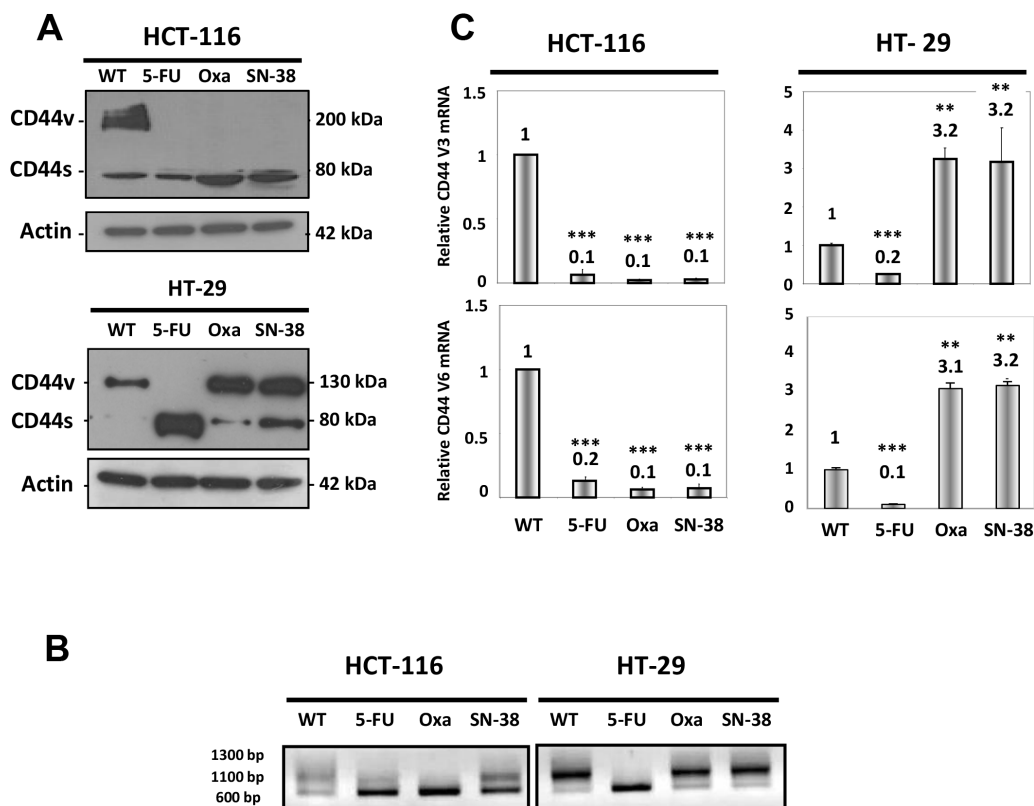 A
HCT-116
WT 5-FU Oxa SN-38
CD44v
200 kDa
CD44s
80 kDa
Actin
42 kDa
HT-29
WT 5-FU Oxa SN-38
CD44v
130 kDa
CD44s
80 kDa
Actin
42 kDa
C
HCT-116
Relative CD44 V3 mRNA
1.5
1
0.5
0
1
***
0.1
***
0.1
***
0.1
HT- 29
5
4
3
2
1
0
1
***
0.2
**
3.2
**
3.2
Relative CD44 V6 mRNA
1.5
1
0.5
0
1
***
0.2
***
0.1
***
0.1
WT 5-FU Oxa SN-38
5
4
3
2
1
0
1
***
0.1
**
3.1
**
3.2
WT 5-FU Oxa SN-38
B
HCT-116
WT 5-FU Oxa SN-38
HT-29
WT 5-FU Oxa SN-38
1300 bp
1100 bp
600 bp